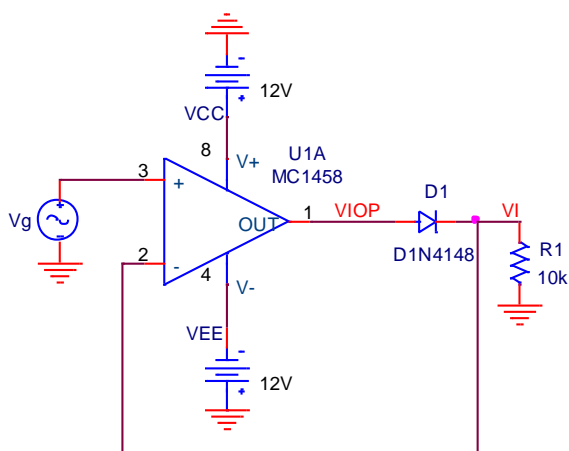 -
12V
+
VCC
8
V+
U1A
MC1458
3
+
Vg
OUT
1
VIOP
D1
D1N4148
VI
R1
10k
2
-
4
V-
VEE
-
12V
+